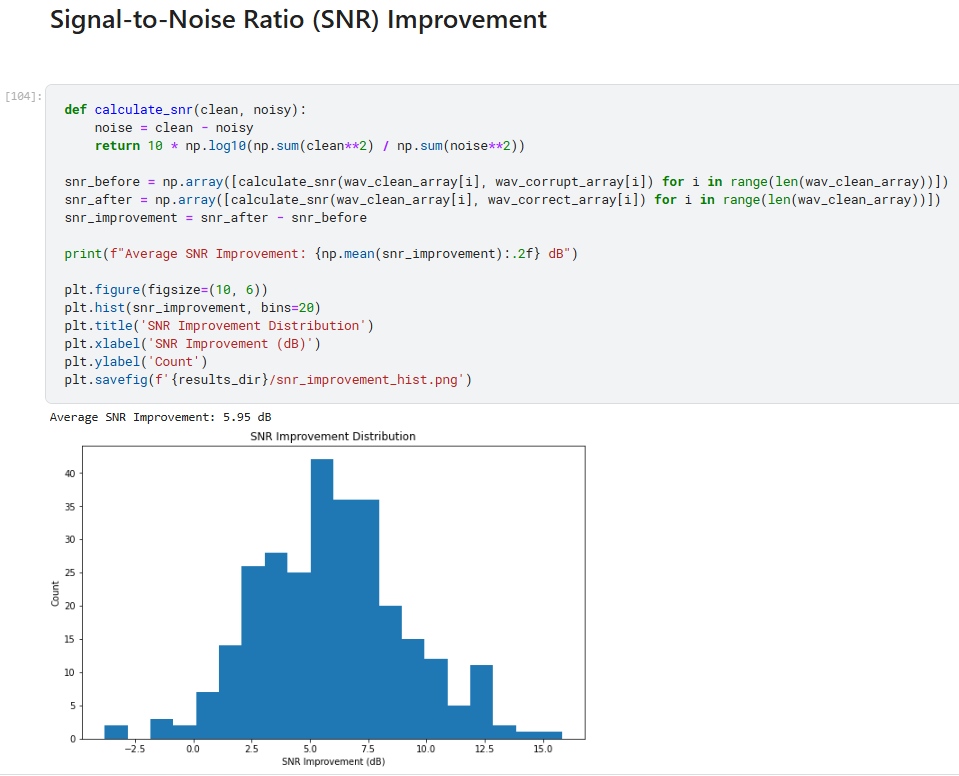 Signal-to-Noise Ratio (SNR) Improvement
[104]:
def calculate_snr(clean, noisy):
    noise = clean - noisy
    return 10 * np.log10(np.sum(clean**2) / np.sum(noise**2))
snr_before = np.array([calculate_snr(wav_clean_array[i], wav_corrupt_array[i]) for i in range(len(wav_clean_array))])
snr_after = np.array([calculate_snr(wav_clean_array[i], wav_correct_array[i]) for i in range(len(wav_clean_array))])
snr_improvement = snr_after - snr_before
print(f"Average SNR Improvement: {np.mean(snr_improvement):.2f} dB")
plt.figure(figsize=(10, 6))
plt.hist(snr_improvement, bins=20)
plt.title('SNR Improvement Distribution')
plt.xlabel('SNR Improvement (dB)')
plt.ylabel('Count')
plt.savefig(f'{results_dir}/snr_improvement_hist.png')
Average SNR Improvement: 5.95 dB
SNR Improvement Distribution
40
35
30
25
20
15
10
5
0
Count
−2.5 0.0 2.5 5.0 7.5 10.0 12.5 15.0
SNR Improvement (dB)